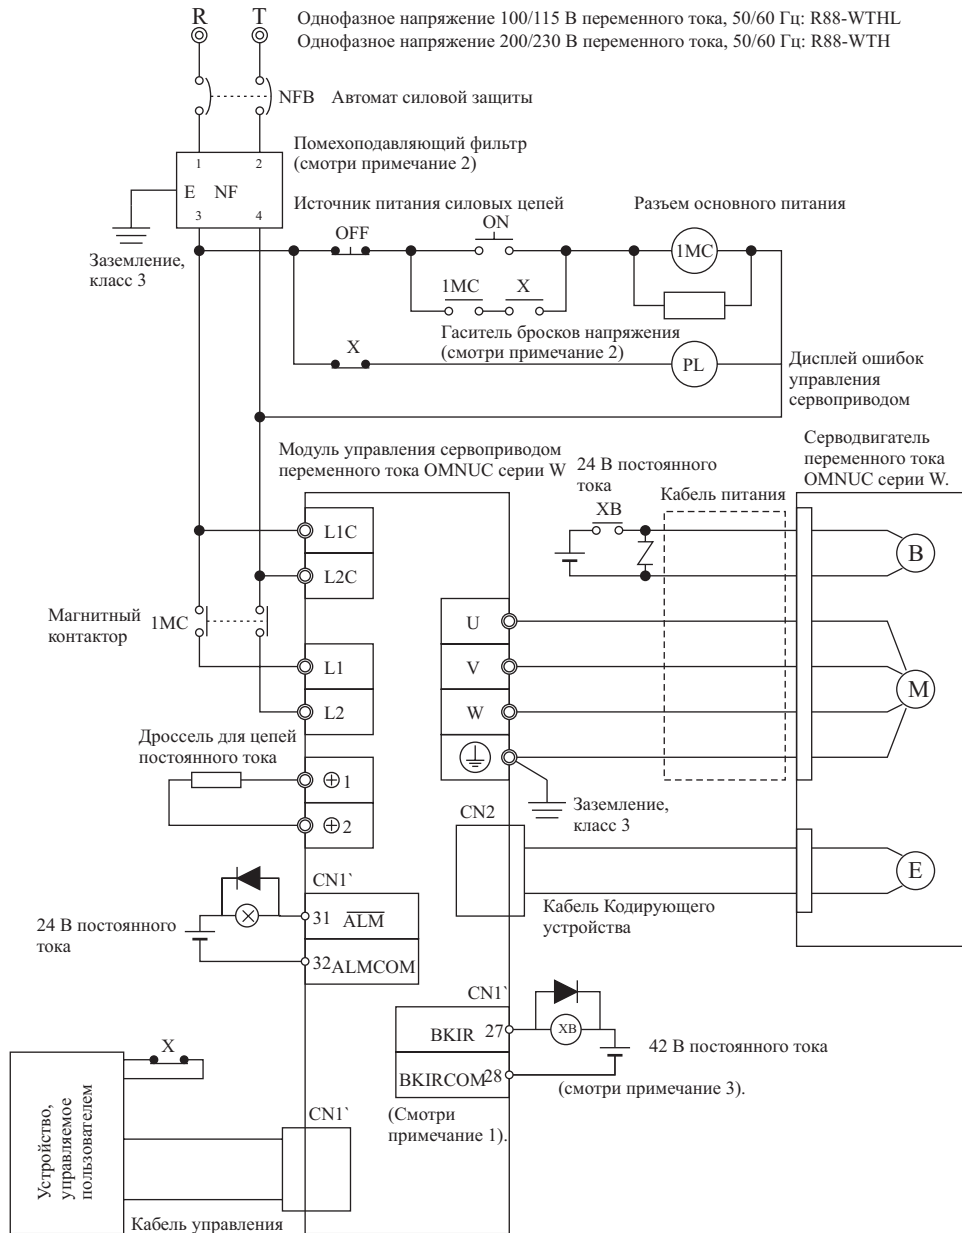 R T
Однофазное напряжение 100/115 В переменного тока, 50/60 Гц: R88-WTHL
Однофазное напряжение 200/230 В переменного тока, 50/60 Гц: R88-WTH
NFB Автомат силовой защиты
Помехоподавляющий фильтр
(смотри примечание 2)
1 2
E NF
3 4
Заземление,
класс 3
Источник питания силовых цепей
Разъем основного питания
OFF
ON
1MC
1MC X
Гаситель бросков напряжения
(смотри примечание 2)
X
PL
Дисплей ошибок
управления
сервоприводом
Модуль управления сервоприводом
переменного тока OMNUC серии W
24 В постоянного
тока
XB
Кабель питания
Серводвигатель
переменного тока
OMNUC серии W.
L1C
L2C
B
Магнитный
контактор
1MC
L1
L2
U
V
W
M
Дроссель для цепей
постоянного тока
1
2
Заземление,
класс 3
CN2
E
Кабель Кодирующего
устройства
CN1`
24 В постоянного
тока
31 ALM
32 ALMCOM
CN1`
BKIR 27
XB
BKIRCOM 28
42 В постоянного тока
(смотри примечание 3).
(Смотри
примечание 1).
X
Устройство,
управляемое
пользователем
CN1`
Кабель управления